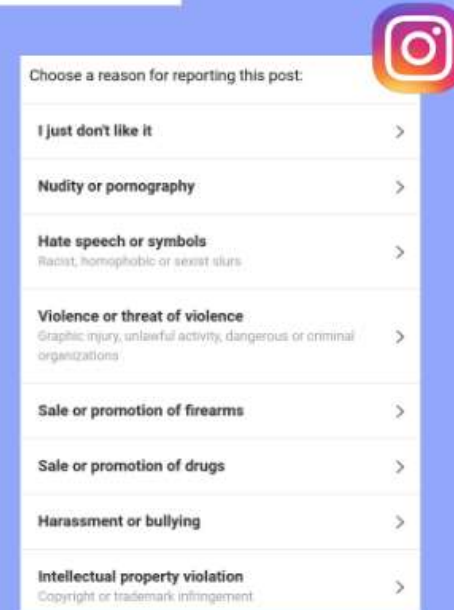 Choose a reason for reporting this post:
I just don't like it
Nudity or pornography
Hate speech or symbols
Racist, homophobic or sexist slurs
Violence or threat of violence
Graphic injury, unlawful activity, dangerous or criminal
organizations
Sale or promotion of firearms
Sale or promotion of drugs
Harassment or bullying
Intellectual property violation
Copyright or trademark infringement